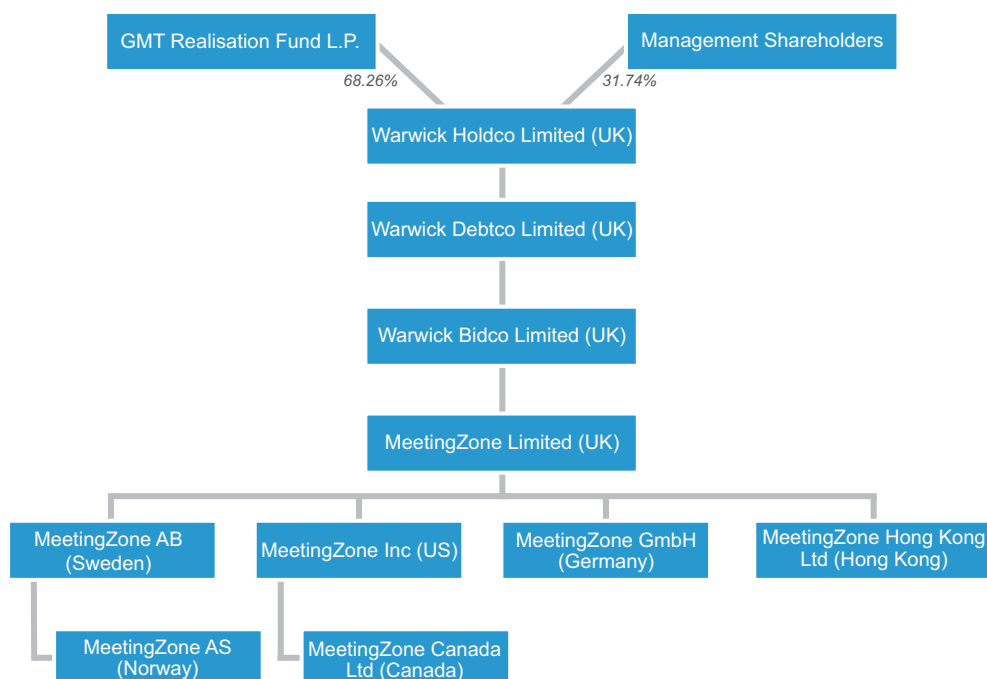 GMT Realisation Fund L.P.
Management Shareholders
68.26%
31.74%
Warwick Holdco Limited (UK)
Warwick Debtco Limited (UK)
Warwick Bidco Limited (UK)
MeetingZone Limited (UK)
MeetingZone AB
(Sweden)
MeetingZone Inc (US)
MeetingZone GmbH
(Germany)
MeetingZone Hong Kong
Ltd (Hong Kong)
MeetingZone AS
(Norway)
MeetingZone Canada
Ltd (Canada)